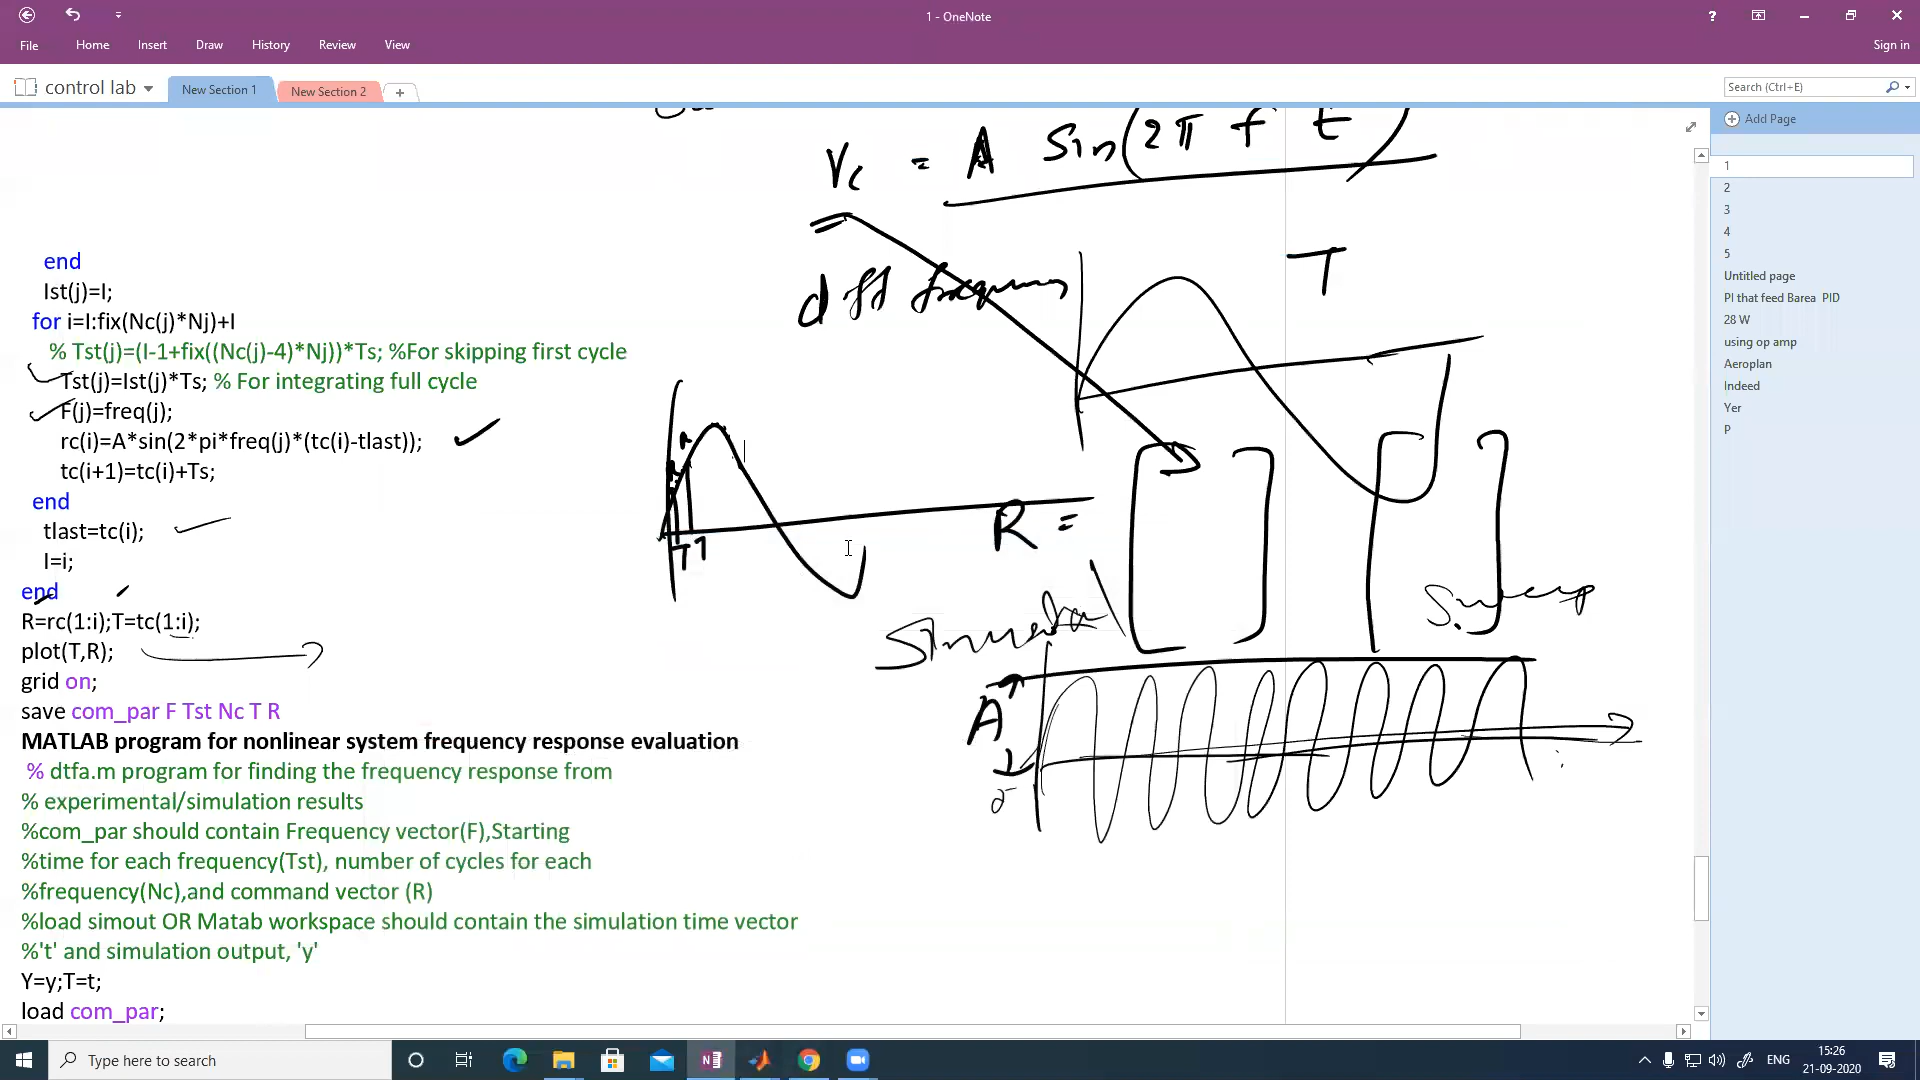 1 - OneNote
File Home Insert Draw History Review View
Sign in
control lab
New Section 1
New Section 2
Search (Ctrl+E)
Add Page
1
2
3
4
5
Untitled page
PI that feed Barea PID
28 W
using op amp
Aeroplan
Indeed
Yer
P
end
Ist(j)=I;
for i=I:fix(Nc(j)*Nj)+I
% Tst(j)=(I-1+fix((Nc(j)-4)*Nj))*Ts; %For skipping first cycle
Tst(j)=Ist(j)*Ts; % For integrating full cycle
F(j)=freq(j);
rc(i)=A*sin(2*pi*freq(j)*(tc(i)-tlast));
tc(i+1)=tc(i)+Ts;
end
tlast=tc(i);
I=i;
end
R=rc(1:i);T=tc(1:i);
plot(T,R);
grid on;
save com_par F Tst Nc T R
MATLAB program for nonlinear system frequency response evaluation
% dtfa.m program for finding the frequency response from
% experimental/simulation results
%com_par should contain Frequency vector(F),Starting
%time for each frequency(Tst), number of cycles for each
%frequency(Nc),and command vector (R)
%load simout OR Matab workspace should contain the simulation time vector
%'t' and simulation output, 'y'
Y=y;T=t;
load com_par;
Vc = A Sin(2π f t)
T
diff
R =
Sweep
A
Type here to search
ENG
15:26
21-09-2020